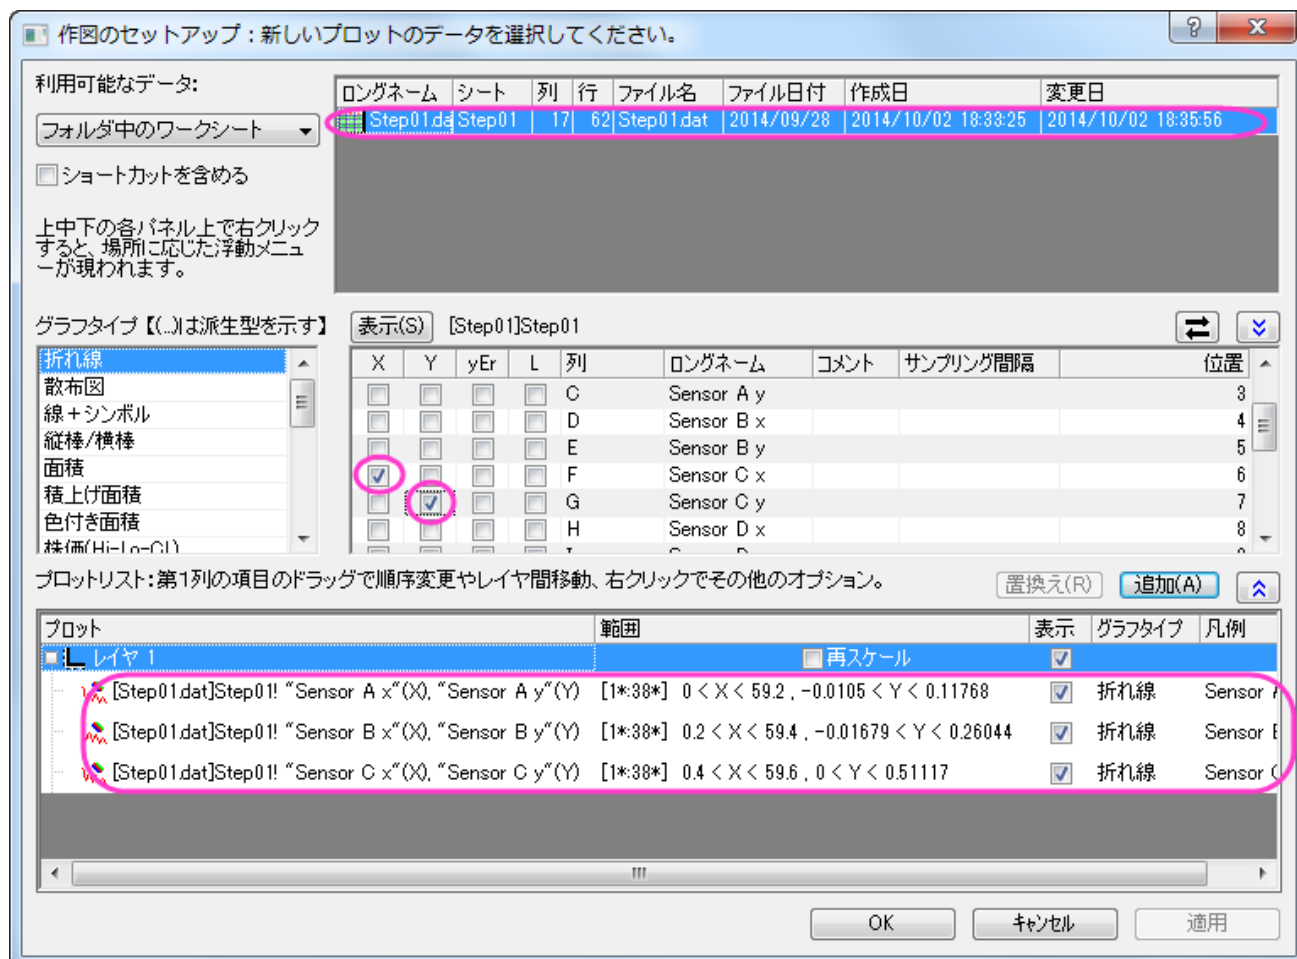 作図のセットアップ：新しいプロットのデータを選択してください。
利用可能なデータ:
フォルダ中のワークシート
ショートカットを含める
上中下の各パネル上で右クリック
すると、場所に応じた浮動メニュ
ーが現われます。
ロングネーム シート 列 行 ファイル名 ファイル日付 作成日 変更日
Step01.da Step01 17 62 Step01.dat 2014/09/28 2014/10/02 18:33:25 2014/10/02 18:35:56
グラフタイプ【(...)は派生型を示す】
表示(S) [Step01]Step01
折れ線
散布図
線＋シンボル
縦棒/横棒
面積
積上げ面積
色付き面積
株価(Hi-Lo-Cl)
X Y yEr L 列 ロングネーム コメント サンプリング間隔 位置
C Sensor A y 3
D Sensor B x 4
E Sensor B y 5
F Sensor C x 6
G Sensor C y 7
H Sensor D x 8
プロットリスト:第1列の項目のドラッグで順序変更やレイヤ間移動、右クリックでその他のオプション。
置換え(R) 追加(A)
プロット 範囲 表示 グラフタイプ 凡例
レイヤ 1 再スケール
[Step01.dat]Step01! "Sensor A x"(X), "Sensor A y"(Y) [1*:38*] 0 < X < 59.2 , -0.0105 < Y < 0.11768 折れ線 Sensor A
[Step01.dat]Step01! "Sensor B x"(X), "Sensor B y"(Y) [1*:38*] 0.2 < X < 59.4 , -0.01679 < Y < 0.26044 折れ線 Sensor B
[Step01.dat]Step01! "Sensor C x"(X), "Sensor C y"(Y) [1*:38*] 0.4 < X < 59.6 , 0 < Y < 0.51117 折れ線 Sensor C
OK キャンセル 適用